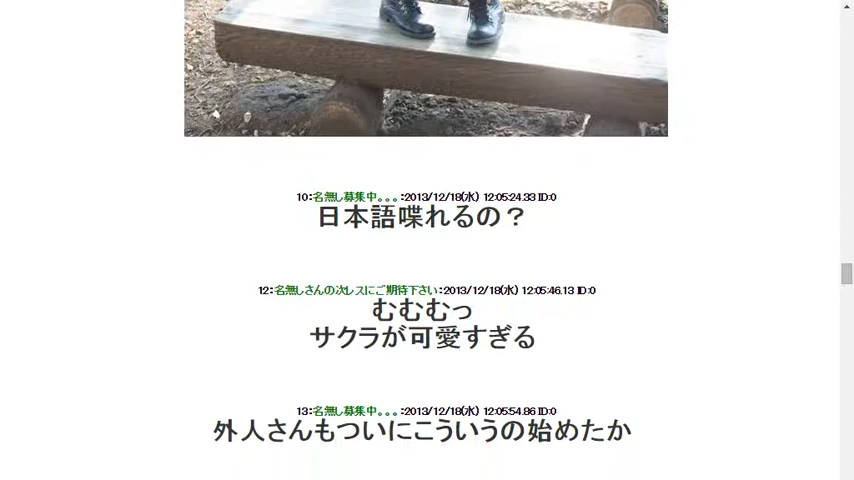 10:名無し募集中。。。:2013/12/18(水) 12:05:24.33 ID:0
日本語喋れるの？
12:名無しさんの次レスにご期待下さい:2013/12/18(水) 12:05:46.13 ID:0
むむむっ
サクラが可愛すぎる
13:名無し募集中。。。:2013/12/18(水) 12:05:54.86 ID:0
外人さんもついにこういうの始めたか